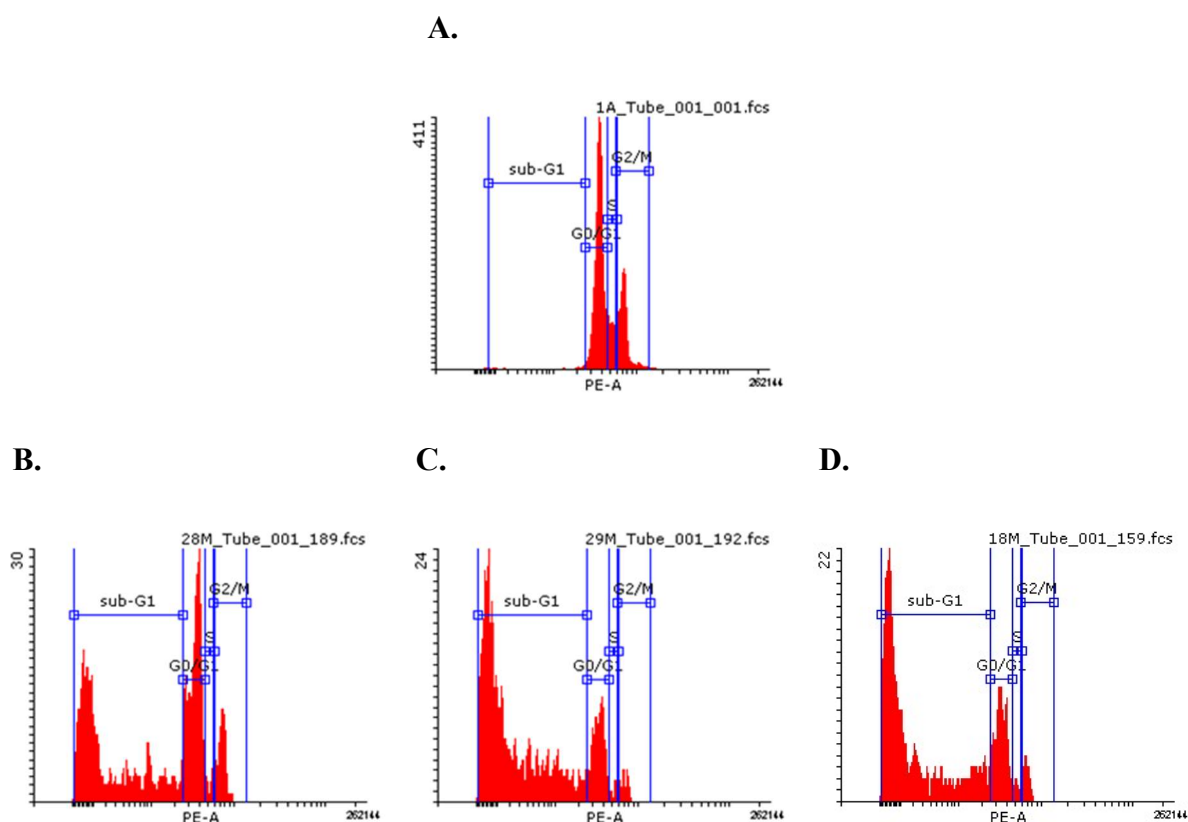 A.
1A_Tube_001_001.fcs
411
G2/M
sub-G1
S
G0/G1
PE-A
262144
B.
C.
D.
28M_Tube_001_189.fcs
30
G2/M
sub-G1
S
G0/G1
PE-A
262144
29M_Tube_001_192.fcs
24
G2/M
sub-G1
S
G0/G1
PE-A
262144
18M_Tube_001_159.fcs
22
G2/M
sub-G1
S
G0/G1
PE-A
262144